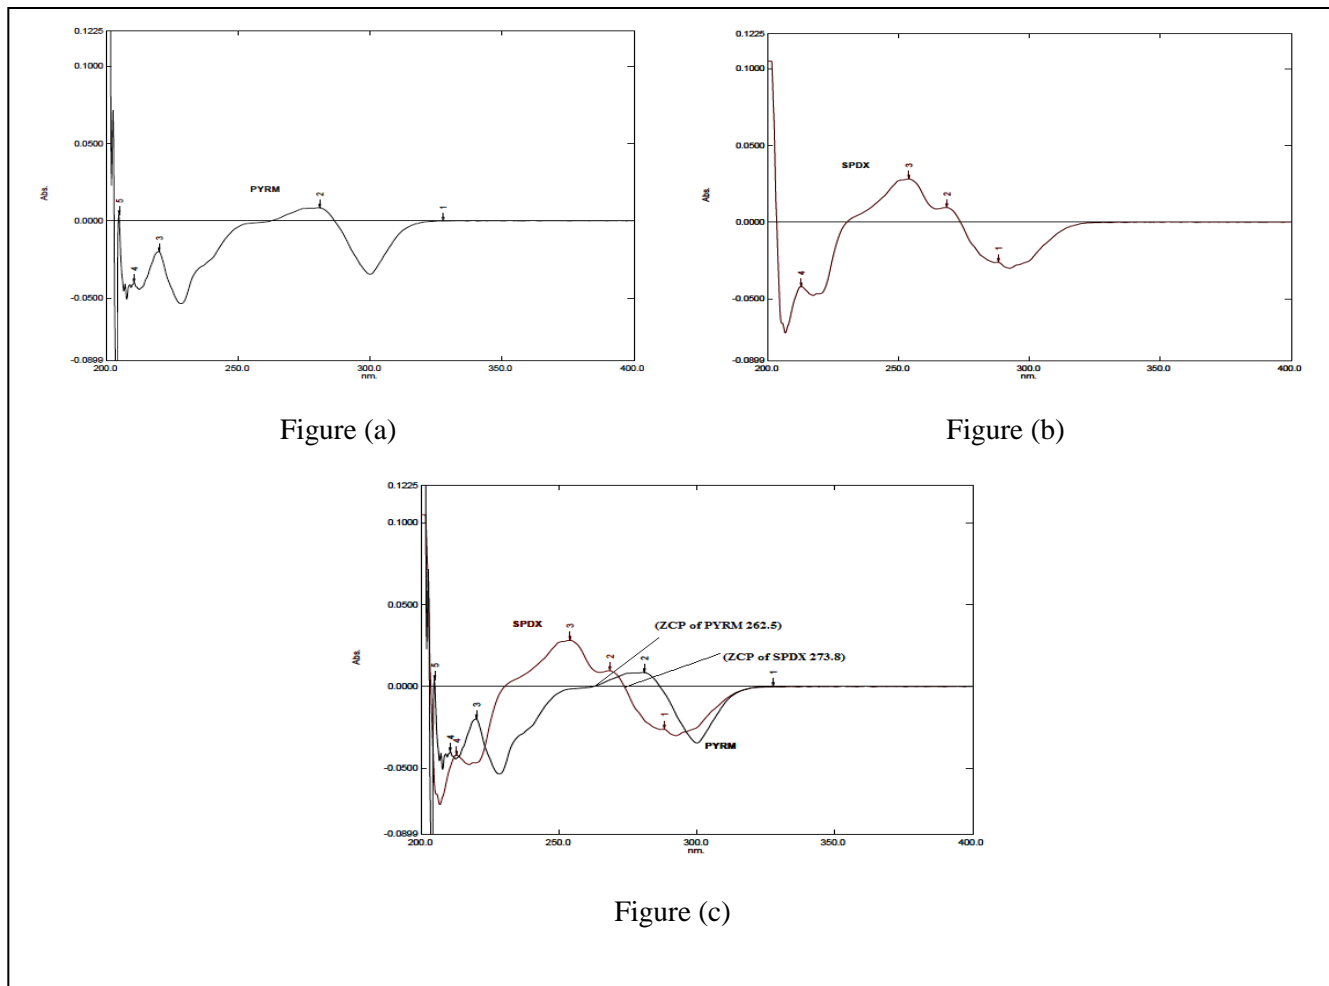 0.1225
0.1000
0.0500
0.0000
-0.0500
-0.0899
Abs.
PYRM
5
4
3
2
1
200.0 250.0 300.0 350.0 400.0
nm.
Figure (a)
0.1225
0.1000
0.0500
0.0000
-0.0500
-0.0899
Abs.
SPDX
4
3
2
1
200.0 250.0 300.0 350.0 400.0
nm.
Figure (b)
0.1225
0.1000
0.0500
0.0000
-0.0500
-0.0899
Abs.
SPDX
(ZCP of PYRM 262.5)
(ZCP of SPDX 273.8)
5
4
4
3
3
2
2
1
1
PYRM
200.0 250.0 300.0 350.0 400.0
nm.
Figure (c)